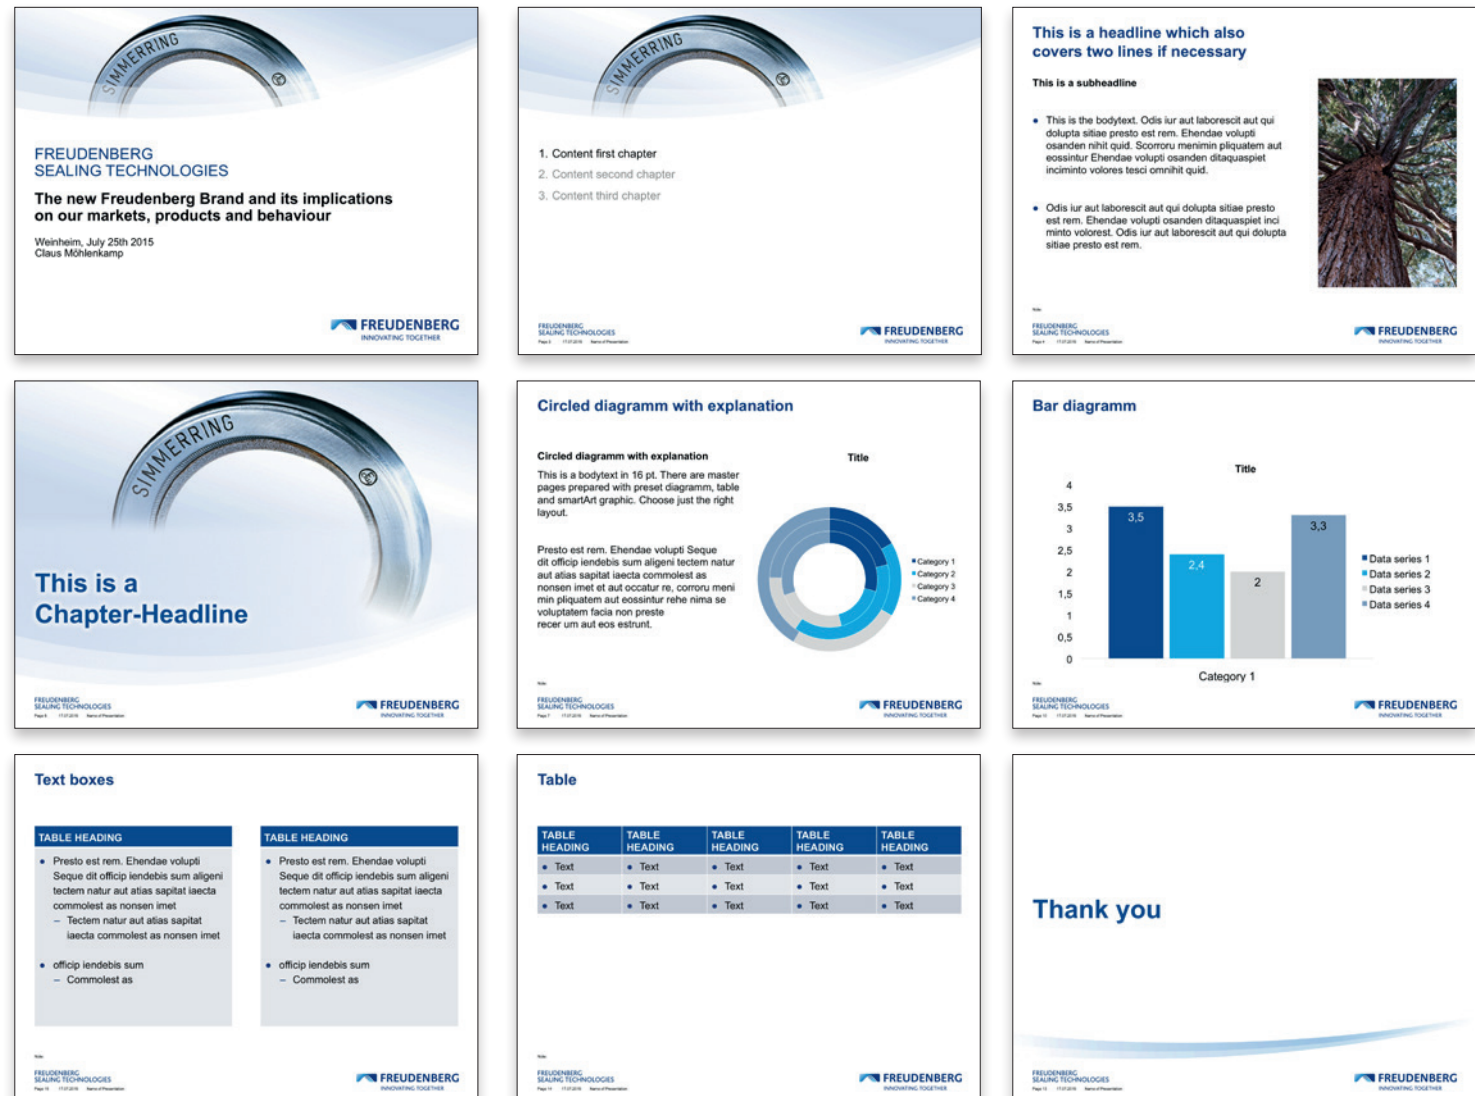 SIMMERRING
FREUDENBERG
SEALING TECHNOLOGIES
The new Freudenberg Brand and its implications
on our markets, products and behaviour
Weinheim, July 25th 2015
Claus Möhlenkamp
FREUDENBERG
INNOVATING TOGETHER
SIMMERRING
1. Content first chapter
2. Content second chapter
3. Content third chapter
FREUDENBERG
SEALING TECHNOLOGIES
FREUDENBERG
INNOVATING TOGETHER
This is a headline which also
covers two lines if necessary
This is a subheadline
• This is the bodytext. Odis iur aut laborescit aut qui
dolupta sitiae presto est rem. Ehendae volupti
osanden nihit quid. Scorroru menimin pliquatem aut
eossintur Ehendae volupti osanden ditaquaspiet
inciminto volores tesci omnihit quid.
• Odis iur aut laborescit aut qui dolupta sitiae presto
est rem. Ehendae volupti osanden ditaquaspiet inci
minto volorest. Odis iur aut laborescit aut qui dolupta
sitiae presto est rem.
FREUDENBERG
SEALING TECHNOLOGIES
FREUDENBERG
INNOVATING TOGETHER
SIMMERRING
This is a
Chapter-Headline
FREUDENBERG
SEALING TECHNOLOGIES
FREUDENBERG
INNOVATING TOGETHER
Circled diagramm with explanation
Circled diagramm with explanation
This is a bodytext in 16 pt. There are master
pages prepared with preset diagramm, table
and smartArt graphic. Choose just the right
layout.
Presto est rem. Ehendae volupti Seque
dit officip iendebis sum aligeni tectem natur
aut atias sapitat iaecta commolest as
nonsen imet et aut occatur re, corroru meni
min pliquatem aut eossintur rehe nima se
voluptatem facia non preste
recer um aut eos estrunt.
Title
Category 1
Category 2
Category 3
Category 4
FREUDENBERG
SEALING TECHNOLOGIES
FREUDENBERG
INNOVATING TOGETHER
Bar diagramm
Title
4
3,5
3
2,5
2
1,5
1
0,5
0
3,5
2,4
2
3,3
Category 1
Data series 1
Data series 2
Data series 3
Data series 4
FREUDENBERG
SEALING TECHNOLOGIES
FREUDENBERG
INNOVATING TOGETHER
Text boxes
TABLE HEADING
• Presto est rem. Ehendae volupti
Seque dit officip iendebis sum aligeni
tectem natur aut atias sapitat iaecta
commolest as nonsen imet
– Tectem natur aut atias sapitat
iaecta commolest as nonsen imet
• officip iendebis sum
– Commolest as
TABLE HEADING
• Presto est rem. Ehendae volupti
Seque dit officip iendebis sum aligeni
tectem natur aut atias sapitat iaecta
commolest as nonsen imet
– Tectem natur aut atias sapitat
iaecta commolest as nonsen imet
• officip iendebis sum
– Commolest as
FREUDENBERG
SEALING TECHNOLOGIES
FREUDENBERG
INNOVATING TOGETHER
Table
TABLE HEADING TABLE HEADING TABLE HEADING TABLE HEADING TABLE HEADING
• Text • Text • Text • Text • Text
• Text • Text • Text • Text • Text
• Text • Text • Text • Text • Text
FREUDENBERG
SEALING TECHNOLOGIES
FREUDENBERG
INNOVATING TOGETHER
Thank you
FREUDENBERG
SEALING TECHNOLOGIES
FREUDENBERG
INNOVATING TOGETHER